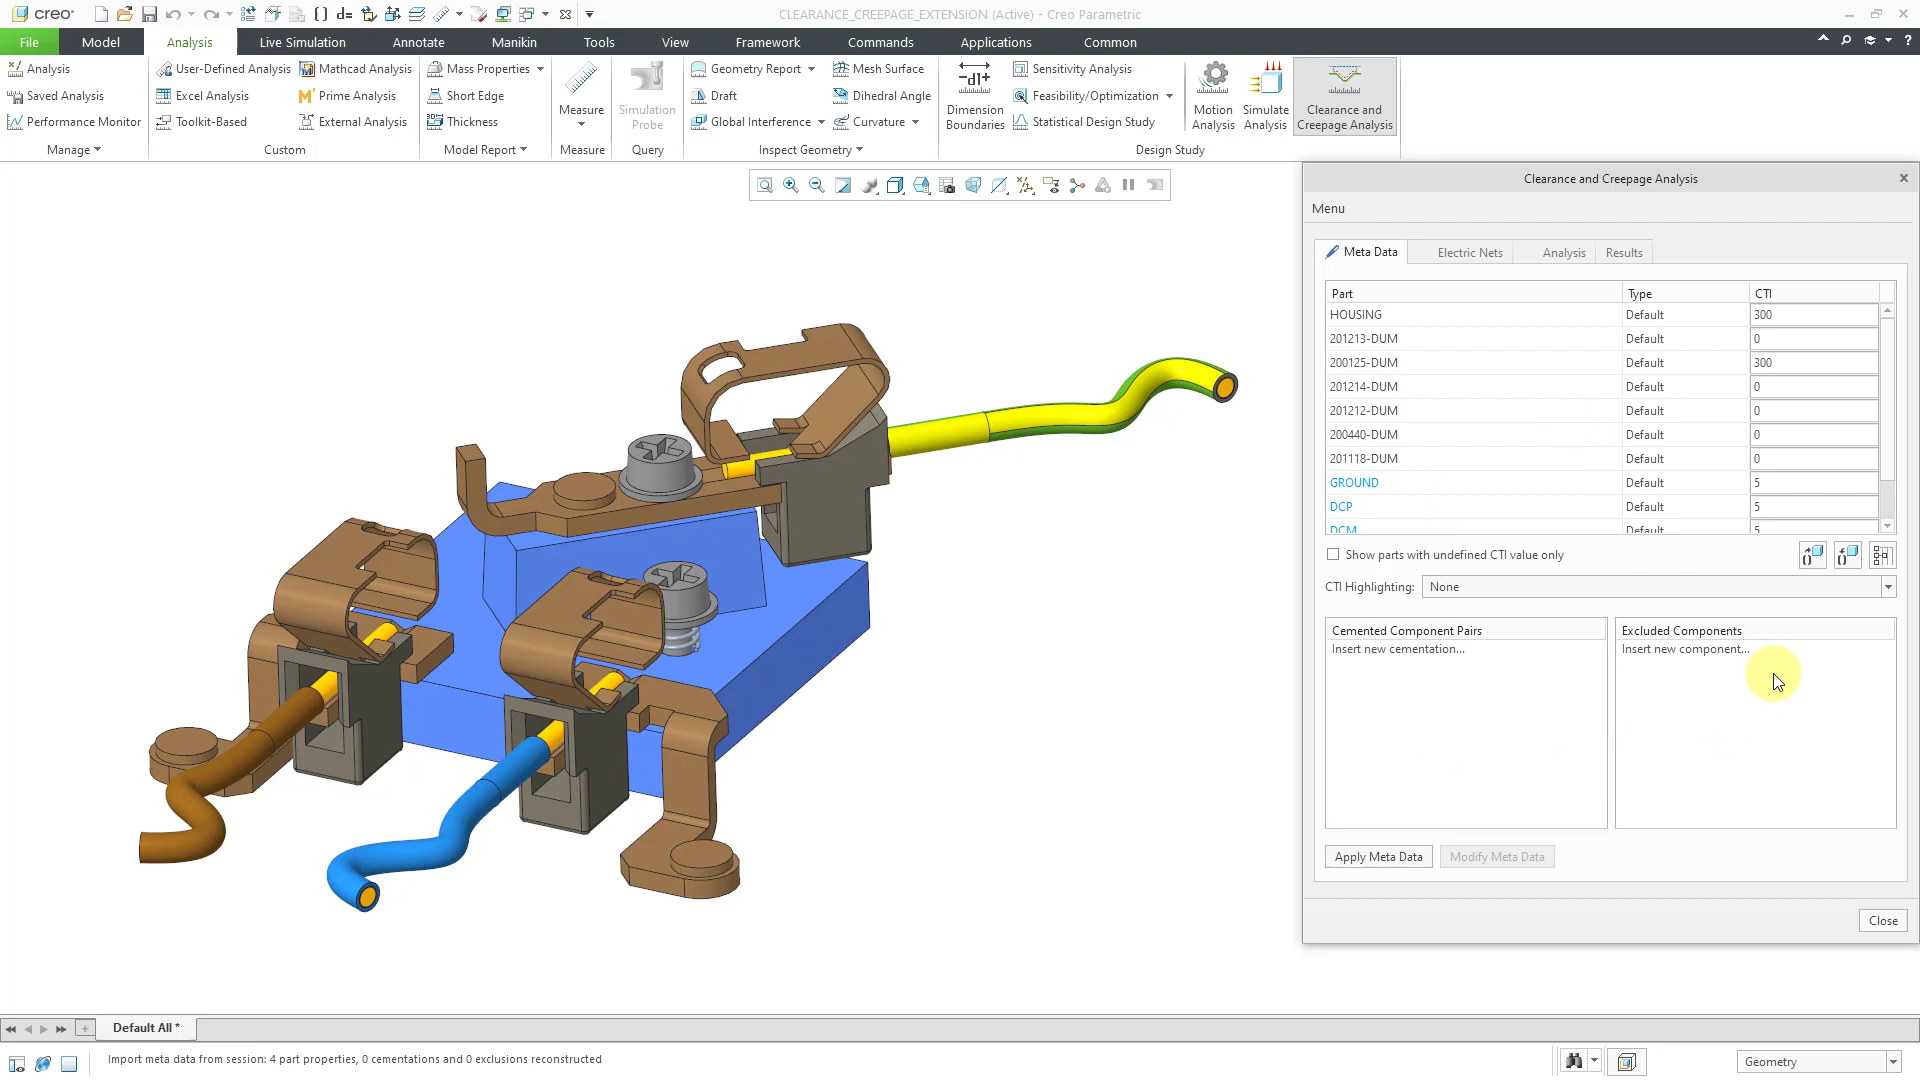 creo
d=
CLEARANCE_CREEPAGE_EXTENSION (Active) - Creo Parametric
File
Model
Analysis
Live Simulation
Annotate
Manikin
Tools
View
Framework
Commands
Applications
Common
Analysis
Saved Analysis
Performance Monitor
Manage
User-Defined Analysis
Excel Analysis
Toolkit-Based
Mathcad Analysis
Prime Analysis
External Analysis
Custom
Mass Properties
Short Edge
Thickness
Model Report
Measure
Measure
Simulation
Probe
Query
Geometry Report
Draft
Global Interference
Mesh Surface
Dihedral Angle
Curvature
Inspect Geometry
Dimension
Boundaries
Sensitivity Analysis
Feasibility/Optimization
Statistical Design Study
Motion
Analysis
Simulate
Analysis
Clearance and
Creepage Analysis
Design Study
Clearance and Creepage Analysis
Menu
Meta Data
Electric Nets
Analysis
Results
Part Type CTI
HOUSING Default 300
201213-DUM Default 0
200125-DUM Default 300
201214-DUM Default 0
201212-DUM Default 0
200440-DUM Default 0
201118-DUM Default 0
GROUND Default 5
DCP Default 5
DCM Default 5
Show parts with undefined CTI value only
CTI Highlighting: None
Cemented Component Pairs
Insert new cementation...
Excluded Components
Insert new component...
Apply Meta Data
Modify Meta Data
Close
Default All *
Import meta data from session: 4 part properties, 0 cementations and 0 exclusions reconstructed
Geometry